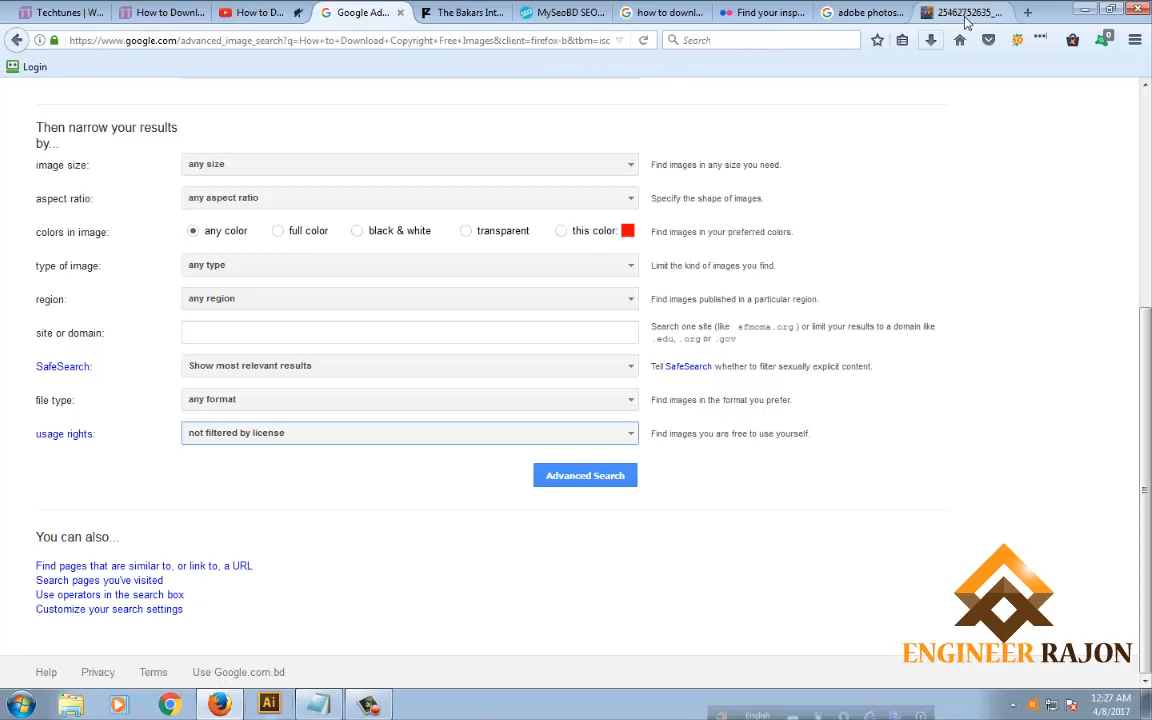 Techtunes | W...
How to Downl...
How to D...
Google Ad...
The Bakars Int...
MySeoBD SEO...
how to downl...
Find your insp...
adobe photos...
25462752635_...
https://www.google.com/advanced_image_search?q=How+to+Download+Copyright+Free+Images&client=firefox-b&tbm=isc
Search
0
Login
Then narrow your results
by...
image size:
any size
Find images in any size you need.
aspect ratio:
any aspect ratio
Specify the shape of images.
colors in image:
any color
full color
black & white
transparent
this color:
Find images in your preferred colors.
type of image:
any type
Limit the kind of images you find.
region:
any region
Find images published in a particular region.
site or domain:
Search one site (like sfmoma.org ) or limit your results to a domain like
.edu, .org or .gov
SafeSearch:
Show most relevant results
Tell SafeSearch whether to filter sexually explicit content.
file type:
any format
Find images in the format you prefer.
usage rights:
not filtered by license
Find images you are free to use yourself.
Advanced Search
You can also...
Find pages that are similar to, or link to, a URL
Search pages you've visited
Use operators in the search box
Customize your search settings
ENGINEER RAJON
Help
Privacy
Terms
Use Google.com.bd
Ai
English
12:27 AM
4/8/2017